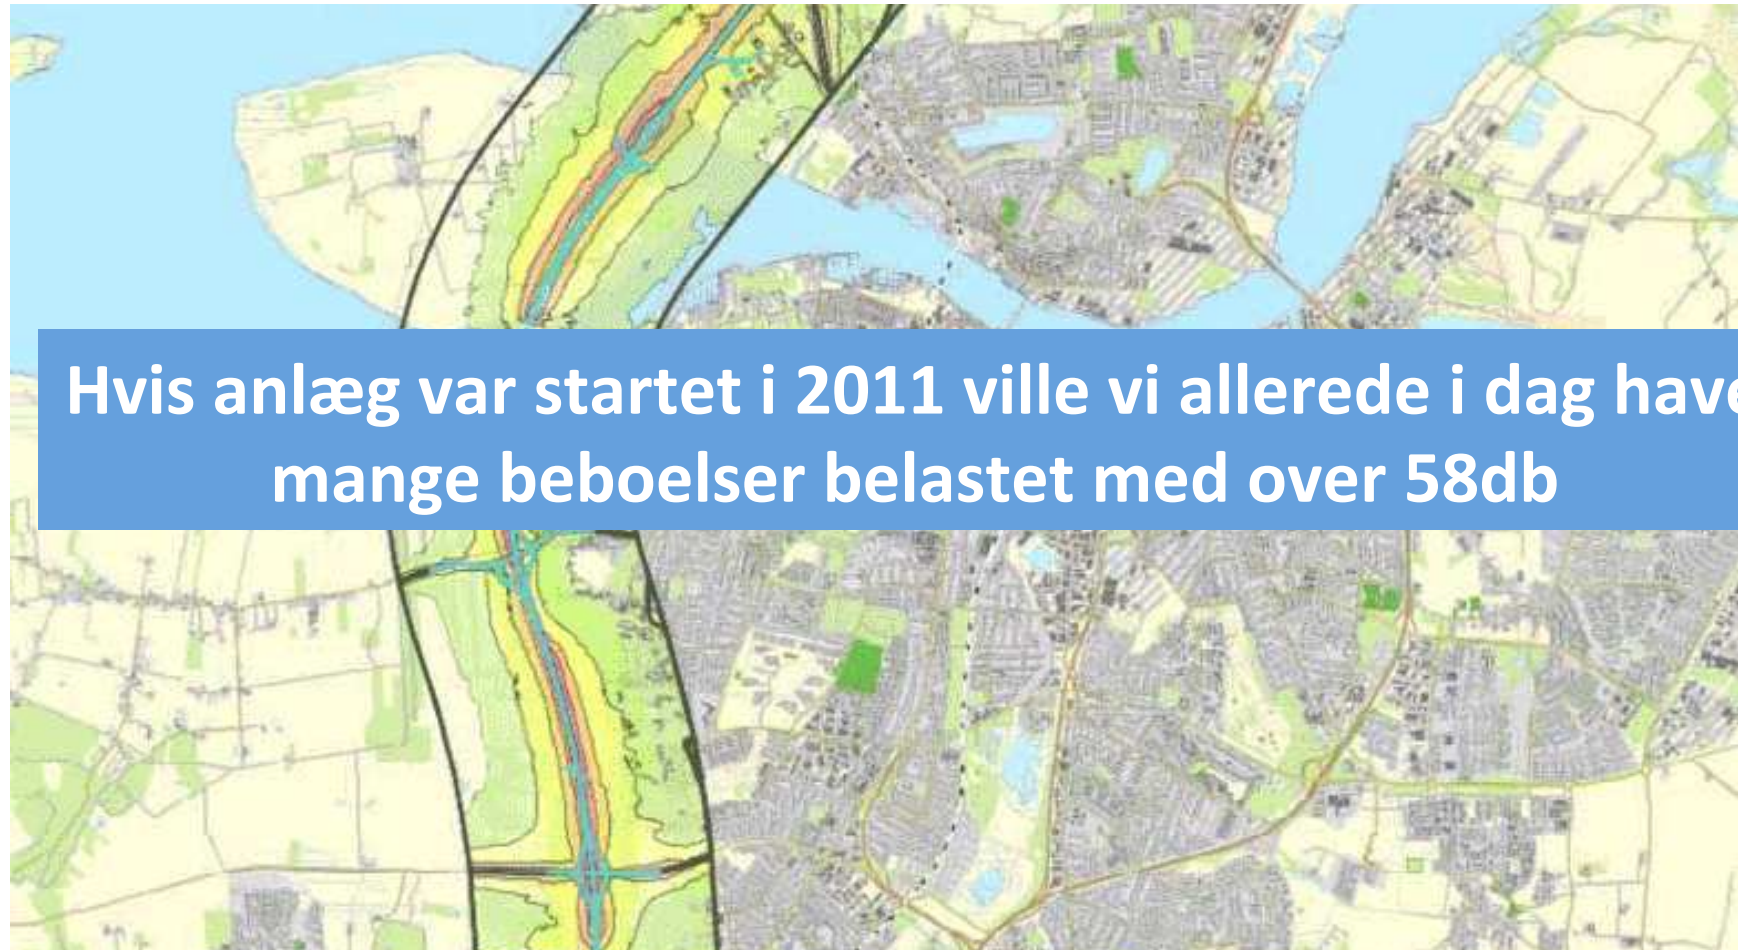 Hvis anlæg var startet i 2011 ville vi allerede i dag have
mange beboelser belastet med over 58db